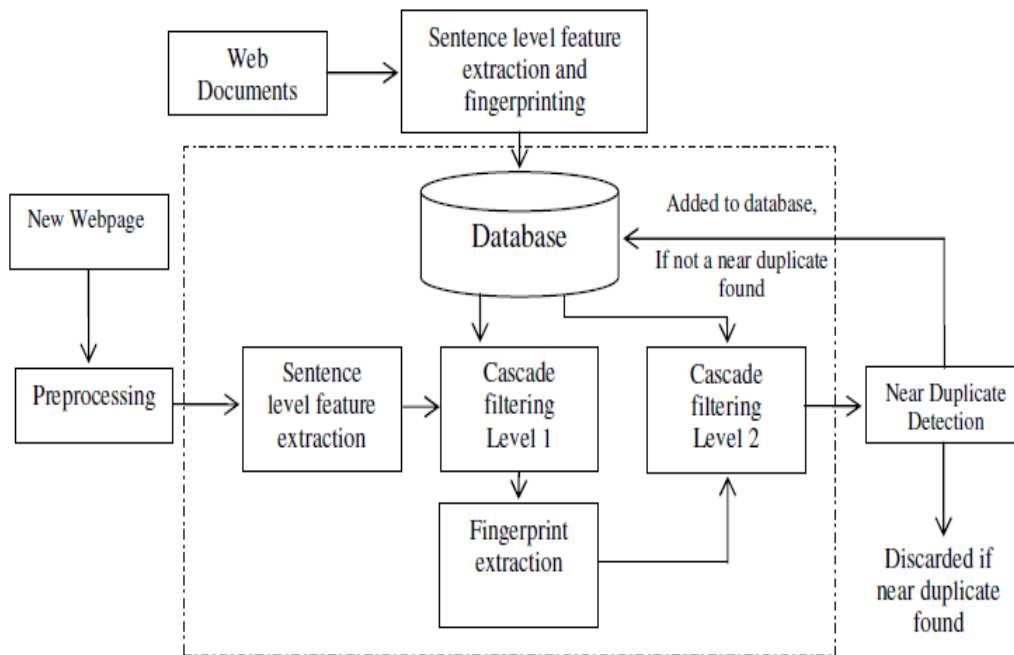 Web
Documents
Sentence level feature
extraction and
fingerprinting
New Webpage
Database
Added to database,
If not a near duplicate
found
Preprocessing
Sentence
level feature
extraction
Cascade
filtering
Level 1
Cascade
filtering
Level 2
Near Duplicate
Detection
Fingerprint
extraction
Discarded if
near duplicate
found